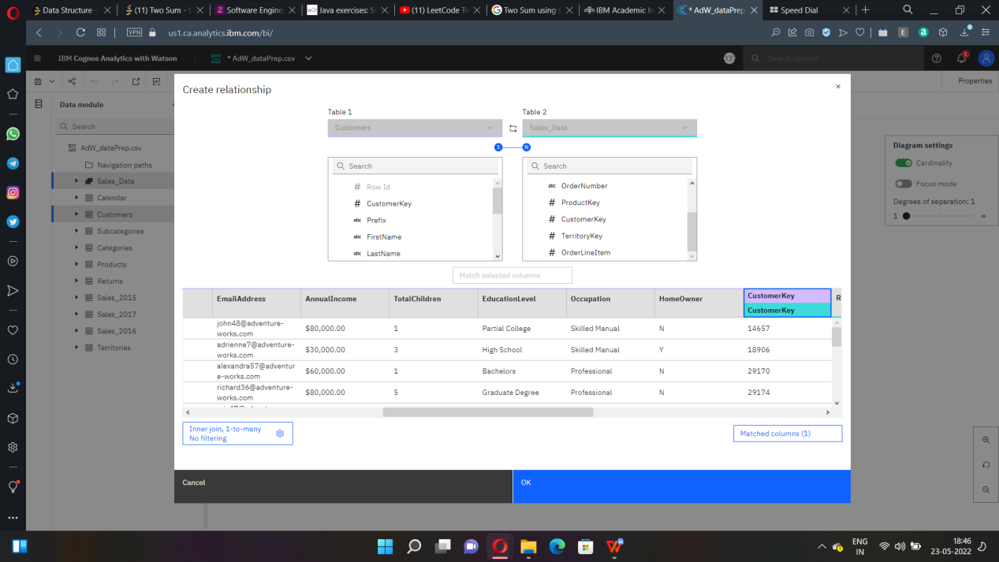 Data Structure -
(11) Two Sum - L
Software Engine
Java exercises: S
(11) LeetCode Tw
Two Sum using s
IBM Academic In
* AdW_dataPrep
Speed Dial
VPN
us1.ca.analytics.ibm.com/bi/
IBM Cognos Analytics with Watson
* AdW_dataPrep.csv
Search content
1
Properties
Data module
Search
AdW_dataPrep.csv
Navigation paths
Sales_Data
Calendar
Customers
Subcategories
Categories
Products
Returns
Sales_2015
Sales_2017
Sales_2016
Territories
Create relationship
Table 1
Table 2
Customers
Sales_Data
1
N
Search
Search
Row Id
CustomerKey
Prefix
FirstName
LastName
OrderNumber
ProductKey
CustomerKey
TerritoryKey
OrderLineItem
Match selected columns
EmailAddress AnnualIncome TotalChildren EducationLevel Occupation HomeOwner CustomerKey R
CustomerKey
john48@adventure-
works.com $80,000.00 1 Partial College Skilled Manual N 14657
adrienne7@adventure-
works.com $30,000.00 3 High School Skilled Manual Y 18906
alexandra57@adventur
e-works.com $60,000.00 1 Bachelors Professional N 29170
richard36@adventure-
works.com $80,000.00 5 Graduate Degree Professional N 29174
Inner join, 1-to-many
No filtering
Matched columns (1)
Cancel
OK
Diagram settings
Cardinality
Focus mode
Degrees of separation: 1
1 ∞
ENG
IN
18:46
23-05-2022